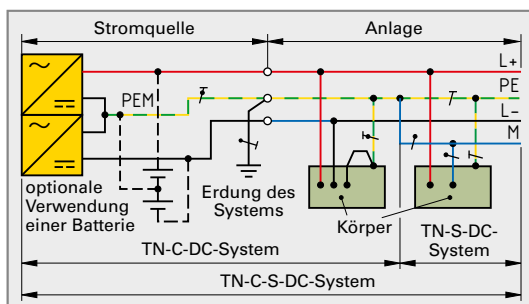 Stromquelle
Anlage
L+
PE
PEM
L–
M
optionale
Verwendung
einer Batterie
Erdung des
Systems
Körper
TN-C-DC-System
TN-S-DC-
System
TN-C-S-DC-System